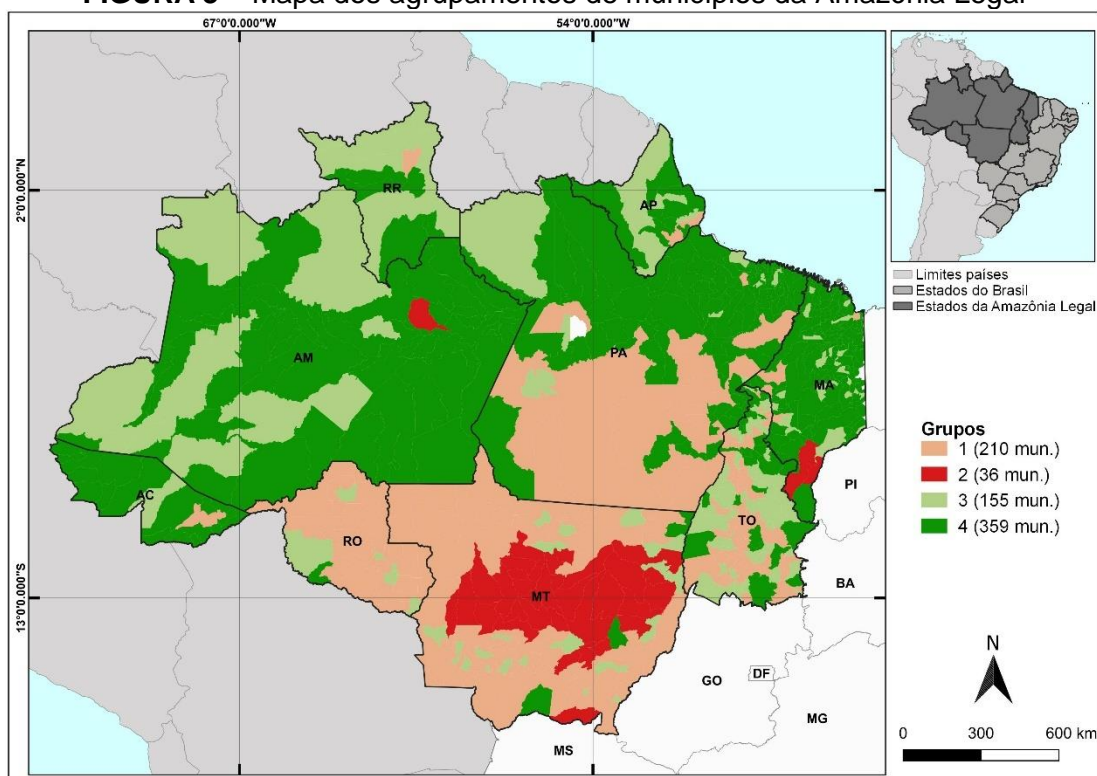 FIGURA 3 – Mapa dos agrupamentos de municípios da Amazônia Legal
67°0'0.000"W
54°0'0.000"W
2°0'0.000"N
13°0'0.000"S
RR
AP
AM
PA
MA
AC
RO
MT
TO
PI
BA
GO
DF
MG
MS
Limites países
Estados do Brasil
Estados da Amazônia Legal
Grupos
1 (210 mun.)
2 (36 mun.)
3 (155 mun.)
4 (359 mun.)
N
0 300 600 km